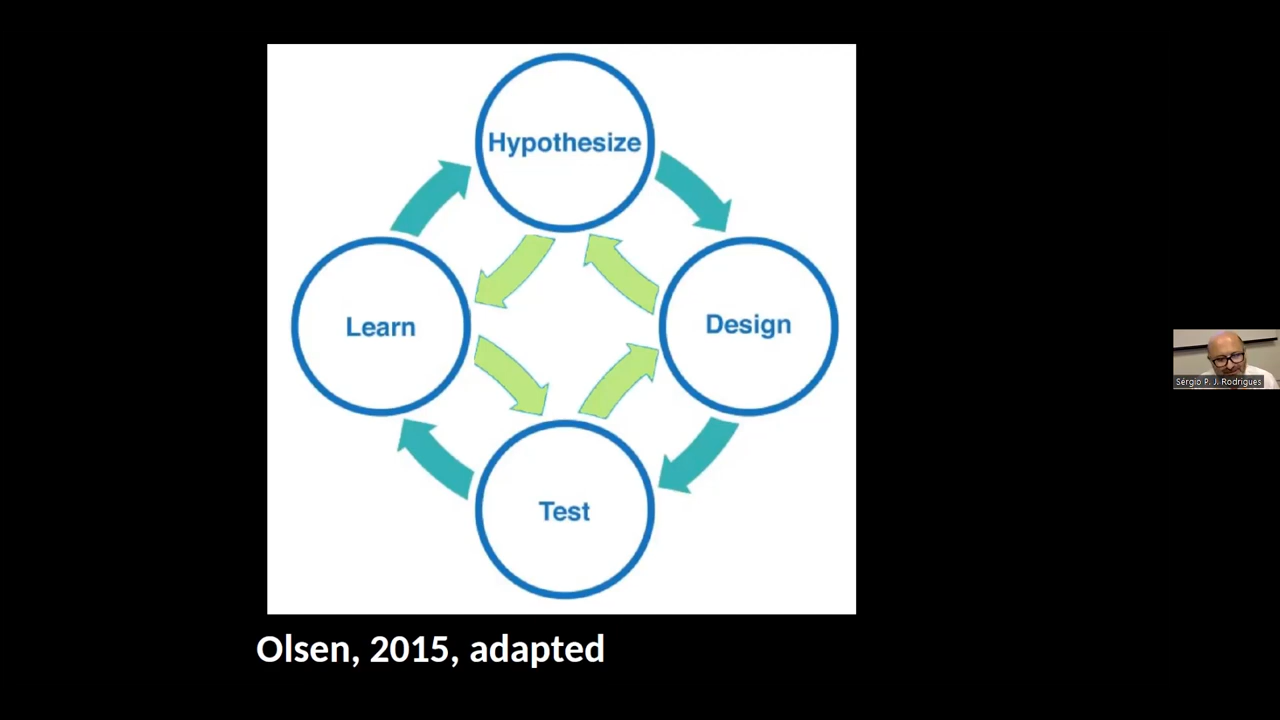 Hypothesize
Learn
Design
Test
Olsen, 2015, adapted
Sérgio P. J. Rodrigues